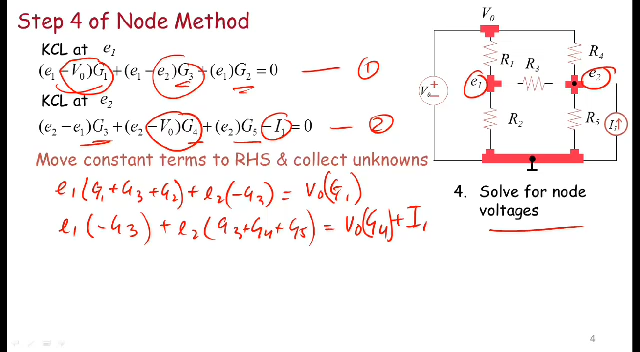 Step 4 of Node Method
KCL at e₁
(e₁ − V₀)G₁ + (e₁ − e₂)G₃ + (e₁)G₂ = 0 —— ①
KCL at e₂
(e₂ − e₁)G₃ + (e₂ − V₀)G₄ + (e₂)G₅ − I₁ = 0 — ②
Move constant terms to RHS & collect unknowns.
e₁(G₁ + G₃ + G₂) + e₂(−G₃) = V₀(G₁)
e₁(−G₃) + e₂(G₃ + G₄ + G₅) = V₀(G₄) + I₁
V₀
R₁
R₃
R₄
e₁
e₂
V₀
+
−
R₂
R₅
I₁
4. Solve for node
voltages
4